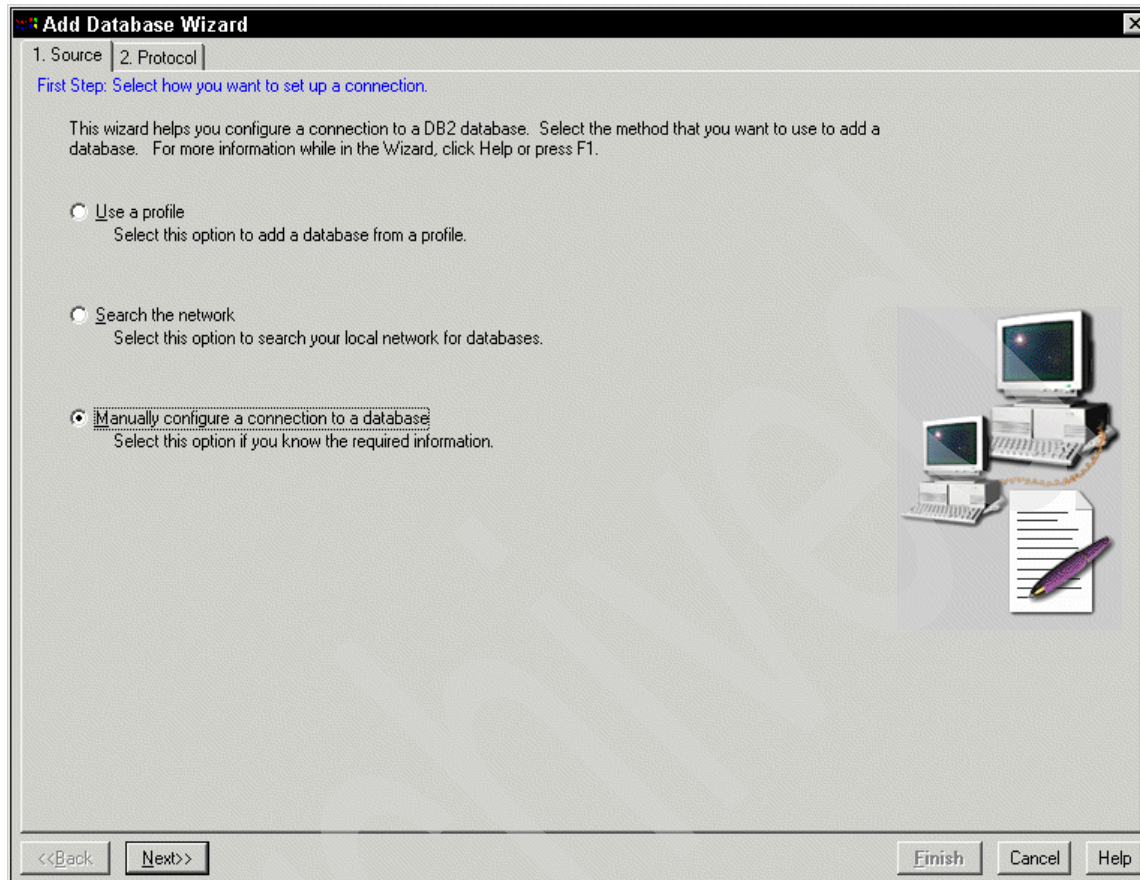 Add Database Wizard
1. Source 2. Protocol
First Step: Select how you want to set up a connection.
This wizard helps you configure a connection to a DB2 database. Select the method that you want to use to add a
database. For more information while in the Wizard, click Help or press F1.
Use a profile
Select this option to add a database from a profile.
Search the network
Select this option to search your local network for databases.
Manually configure a connection to a database
Select this option if you know the required information.
<<Back Next>> Finish Cancel Help